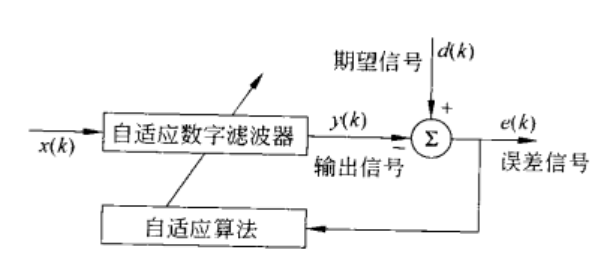 期望信号
d(k)
+
x(k)
自适应数字滤波器
y(k)
输出信号
−
Σ
e(k)
误差信号
自适应算法